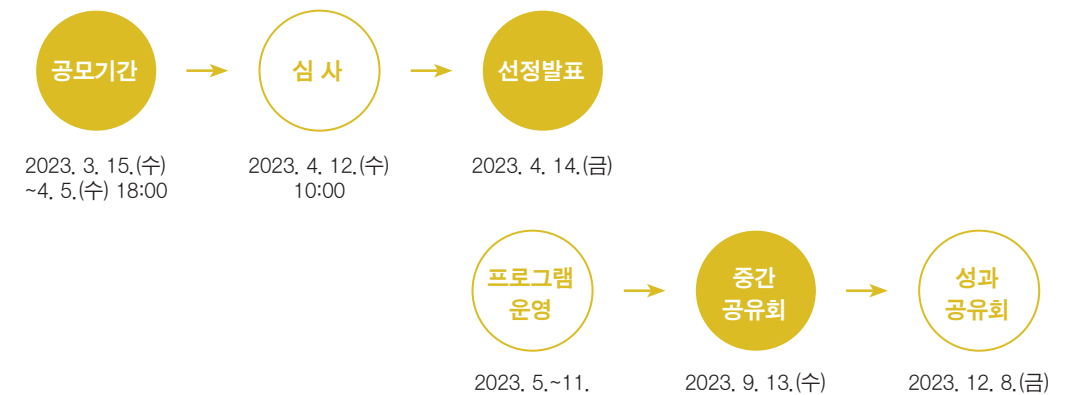 공모기간
심 사
선정발표
2023. 3. 15.(수)
~4. 5.(수) 18:00
2023. 4. 12.(수)
10:00
2023. 4. 14.(금)
프로그램
운영
중간
공유회
성과
공유회
2023. 5.~11.
2023. 9. 13.(수)
2023. 12. 8.(금)